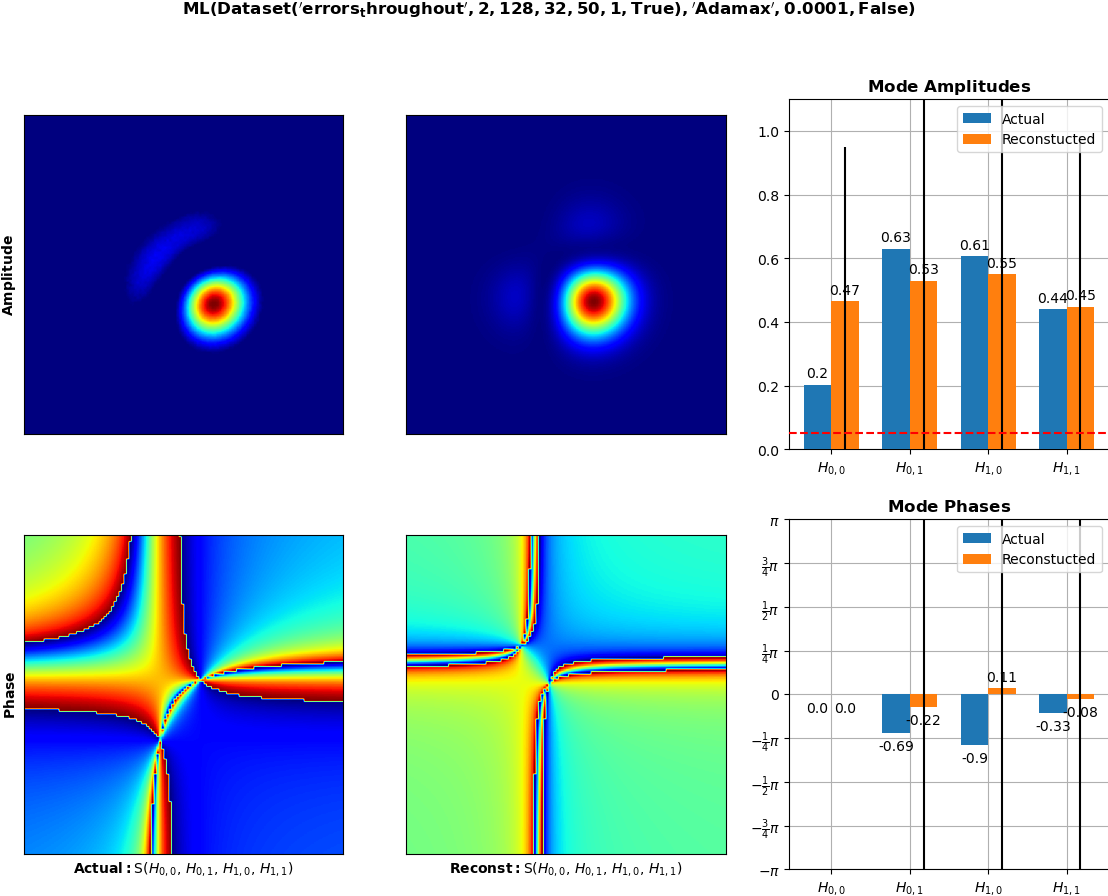 ML(Dataset('errors_throughout', 2, 128, 32, 50, 1, True), 'Adamax', 0.0001, False)
Amplitude
Mode Amplitudes
Actual
Reconstucted
1.0
0.8
0.6
0.4
0.2
0.0
0.2
0.47
0.63
0.53
0.61
0.55
0.44
0.45
H0,0
H0,1
H1,0
H1,1
Phase
Actual: S(H0,0, H0,1, H1,0, H1,1)
Reconst: S(H0,0, H0,1, H1,0, H1,1)
Mode Phases
Actual
Reconstucted
π
3/4π
1/2π
1/4π
0
−1/4π
−1/2π
−3/4π
−π
0.0
0.0
-0.69
-0.22
-0.9
0.11
-0.33
-0.08
H0,0
H0,1
H1,0
H1,1